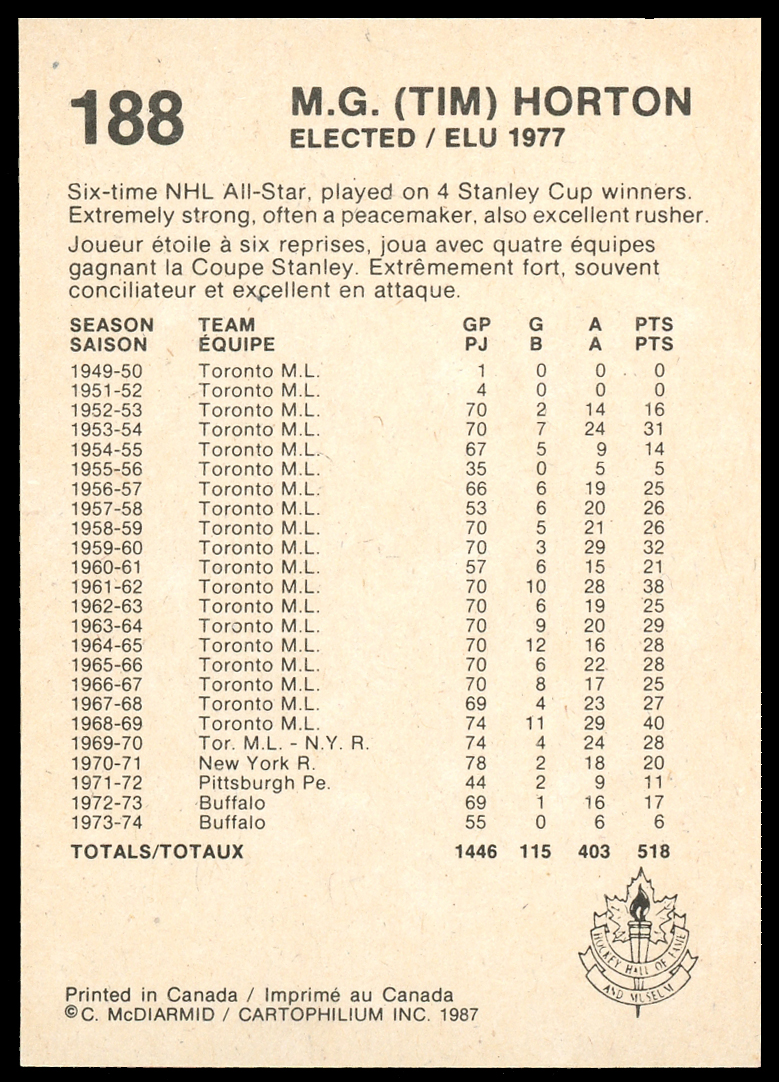 188
M.G. (TIM) HORTON
ELECTED / ELU 1977
Six-time NHL All-Star, played on 4 Stanley Cup winners.
Extremely strong, often a peacemaker, also excellent rusher.
Joueur étoile à six reprises, joua avec quatre équipes
gagnant la Coupe Stanley. Extrêmement fort, souvent
conciliateur et excellent en attaque.
SEASON TEAM GP G A PTS
SAISON ÉQUIPE PJ B A PTS
1949-50 Toronto M.L. 1 0 0 0
1951-52 Toronto M.L. 4 0 0 0
1952-53 Toronto M.L. 70 2 14 16
1953-54 Toronto M.L. 70 7 24 31
1954-55 Toronto M.L. 67 5 9 14
1955-56 Toronto M.L. 35 0 5 5
1956-57 Toronto M.L. 66 6 19 25
1957-58 Toronto M.L. 53 6 20 26
1958-59 Toronto M.L. 70 5 21 26
1959-60 Toronto M.L. 70 3 29 32
1960-61 Toronto M.L. 57 6 15 21
1961-62 Toronto M.L. 70 10 28 38
1962-63 Toronto M.L. 70 6 19 25
1963-64 Toronto M.L. 70 9 20 29
1964-65 Toronto M.L. 70 12 16 28
1965-66 Toronto M.L. 70 6 22 28
1966-67 Toronto M.L. 70 8 17 25
1967-68 Toronto M.L. 69 4 23 27
1968-69 Toronto M.L. 74 11 29 40
1969-70 Tor. M.L. - N.Y. R. 74 4 24 28
1970-71 New York R. 78 2 18 20
1971-72 Pittsburgh Pe. 44 2 9 11
1972-73 Buffalo 69 1 16 17
1973-74 Buffalo 55 0 6 6
TOTALS/TOTAUX 1446 115 403 518
HOCKEY HALL OF FAME
AND MUSEUM
Printed in Canada / Imprimé au Canada
©C. McDIARMID / CARTOPHILIUM INC. 1987